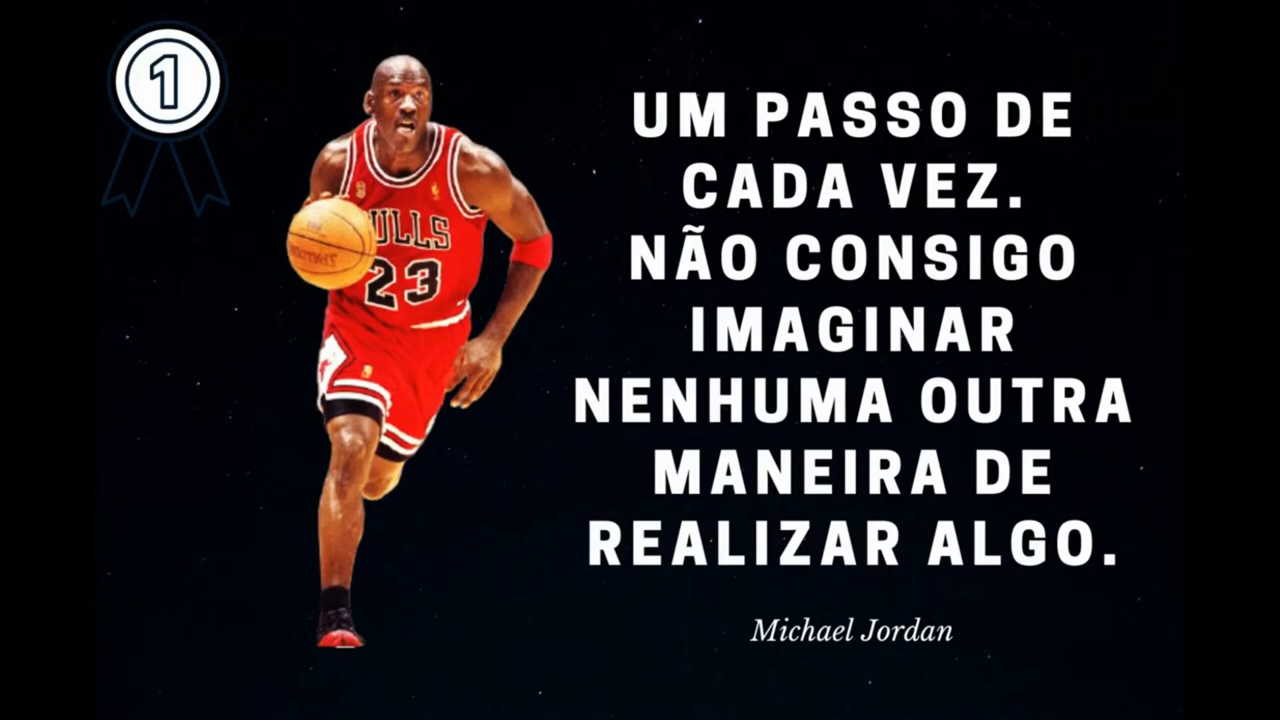 1
UM PASSO DE
CADA VEZ.
NÃO CONSIGO
IMAGINAR
NENHUMA OUTRA
MANEIRA DE
REALIZAR ALGO.
Michael Jordan
BULLS
23